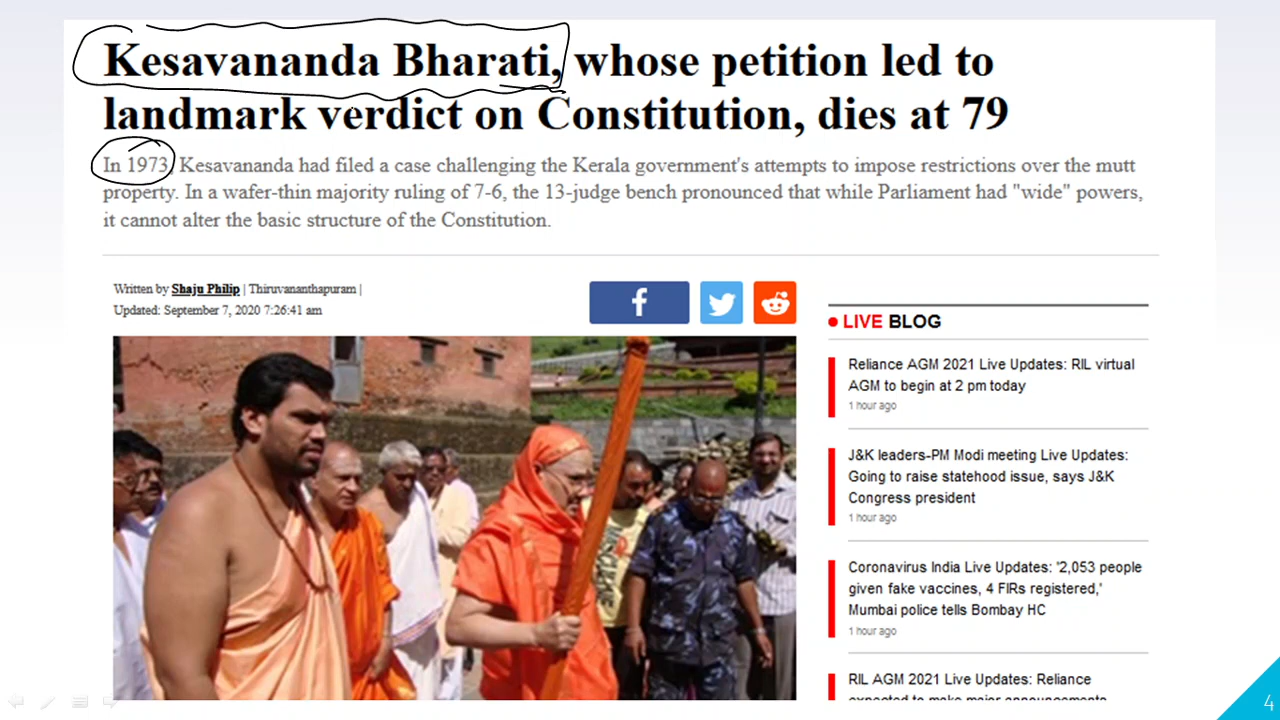 Kesavananda Bharati, whose petition led to
landmark verdict on Constitution, dies at 79
In 1973, Kesavananda had filed a case challenging the Kerala government's attempts to impose restrictions over the mutt
property. In a wafer-thin majority ruling of 7-6, the 13-judge bench pronounced that while Parliament had "wide" powers,
it cannot alter the basic structure of the Constitution.
Written by Shaju Philip | Thiruvananthapuram |
Updated: September 7, 2020 7:26:41 am
LIVE BLOG
Reliance AGM 2021 Live Updates: RIL virtual
AGM to begin at 2 pm today
1 hour ago
J&K leaders-PM Modi meeting Live Updates:
Going to raise statehood issue, says J&K
Congress president
1 hour ago
Coronavirus India Live Updates: '2,053 people
given fake vaccines, 4 FIRs registered,'
Mumbai police tells Bombay HC
1 hour ago
RIL AGM 2021 Live Updates: Reliance
expected to make major announcements
4